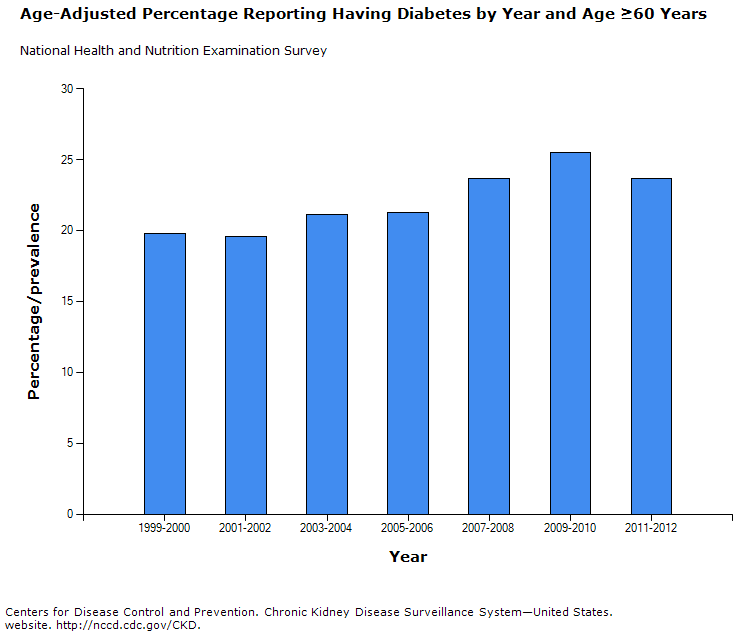 Age-Adjusted Percentage Reporting Having Diabetes by Year and Age ≥60 Years
National Health and Nutrition Examination Survey
30
25
20
15
10
5
0
Percentage/prevalence
1999-2000 2001-2002 2003-2004 2005-2006 2007-2008 2009-2010 2011-2012
Year
Centers for Disease Control and Prevention. Chronic Kidney Disease Surveillance System—United States.
website. http://nccd.cdc.gov/CKD.